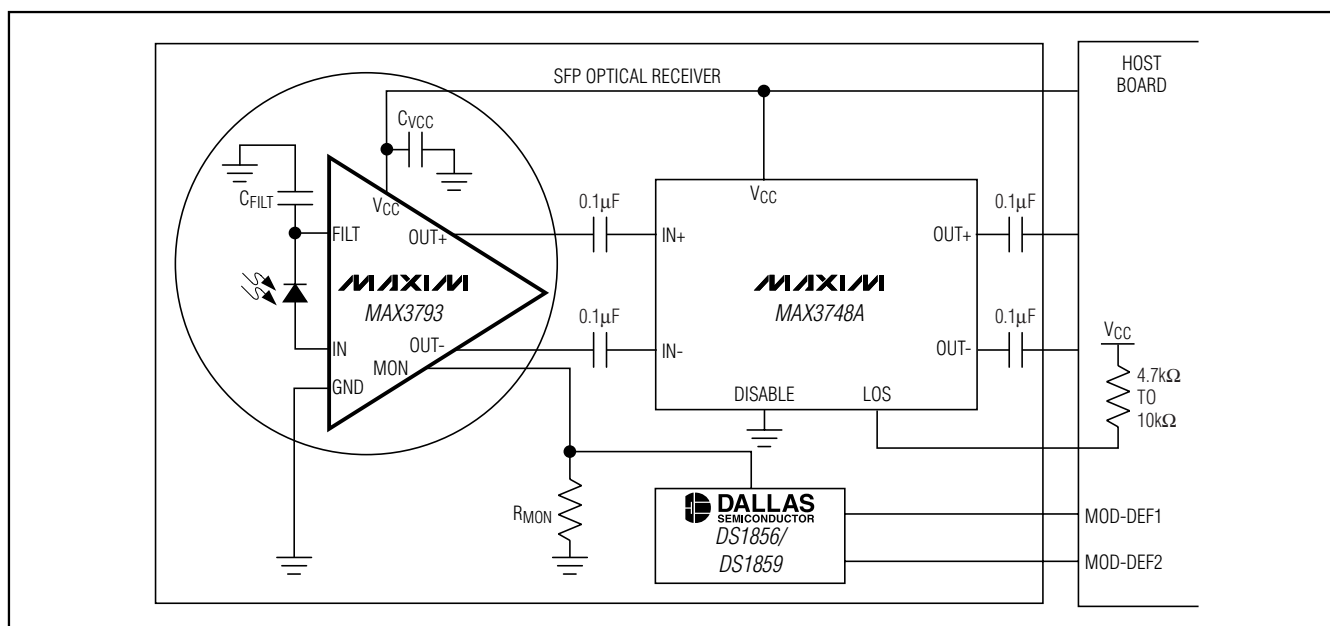 SFP OPTICAL RECEIVER
HOST
BOARD
CVCC
CFILT
VCC
FILT
OUT+
MAXIM
MAX3793
IN
OUT-
MON
GND
0.1µF
0.1µF
VCC
IN+
OUT+
MAXIM
MAX3748A
IN-
OUT-
DISABLE
LOS
0.1µF
0.1µF
VCC
4.7kΩ
TO
10kΩ
RMON
DALLAS
SEMICONDUCTOR
DS1856/
DS1859
MOD-DEF1
MOD-DEF2